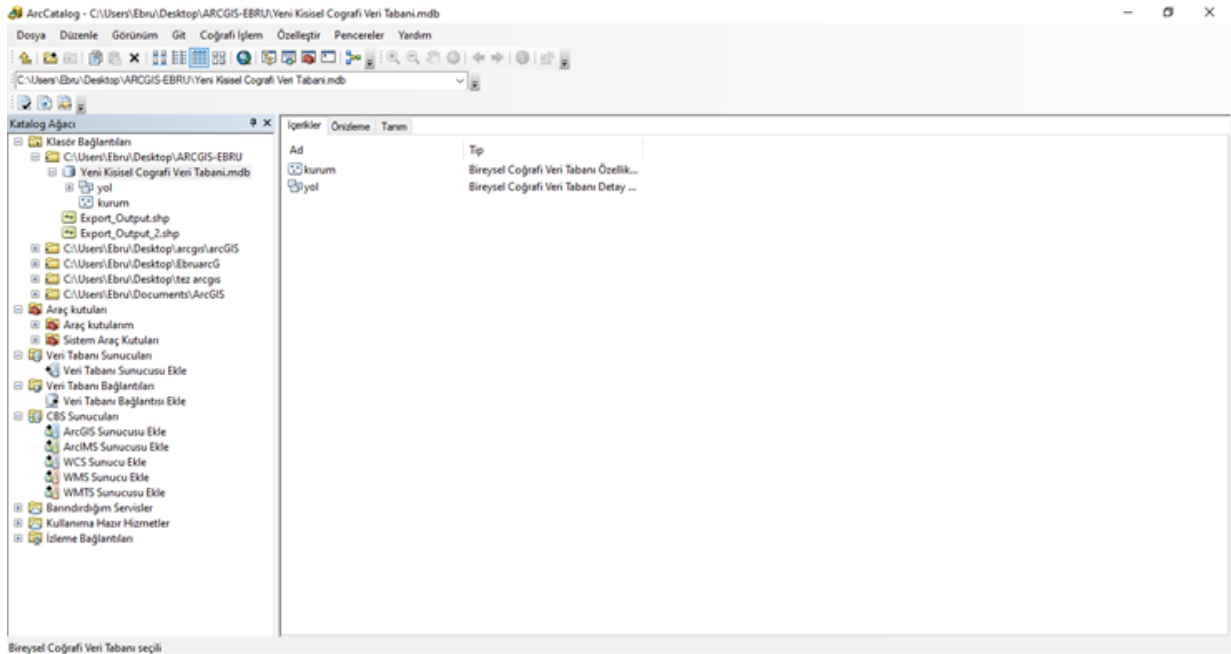 ArcCatalog - C:\Users\Ebru\Desktop\ARCGIS-EBRU\Yeni Kisisel Cografi Veri Tabani.mdb
Dosya Düzenle Görünüm Git Coğrafi İşlem Özelleştir Pencereler Yardım
C:\Users\Ebru\Desktop\ARCGIS-EBRU\Yeni Kisisel Cografi Veri Tabani.mdb
Katalog Ağacı
Klasör Bağlantıları
C:\Users\Ebru\Desktop\ARCGIS-EBRU
Yeni Kisisel Cografi Veri Tabani.mdb
yol
kurum
Export_Output.shp
Export_Output_2.shp
C:\Users\Ebru\Desktop\arcgis\arcGIS
C:\Users\Ebru\Desktop\EbruarcG
C:\Users\Ebru\Desktop\tez arcgis
C:\Users\Ebru\Documents\ArcGIS
Araç kutuları
Araç kutularım
Sistem Araç Kutuları
Veri Tabanı Sunucuları
Veri Tabanı Sunucusu Ekle
Veri Tabanı Bağlantıları
Veri Tabanı Bağlantısı Ekle
CBS Sunucuları
ArcGIS Sunucusu Ekle
ArcIMS Sunucusu Ekle
WCS Sunucu Ekle
WMS Sunucu Ekle
WMTS Sunucusu Ekle
Barındırdığım Servisler
Kullanıma Hazır Hizmetler
İzleme Bağlantıları
İçerikler Önizleme Tanım
Ad Tip
kurum Bireysel Coğrafi Veri Tabanı Özellik...
yol Bireysel Coğrafi Veri Tabanı Detay ...
Bireysel Coğrafi Veri Tabanı seçili